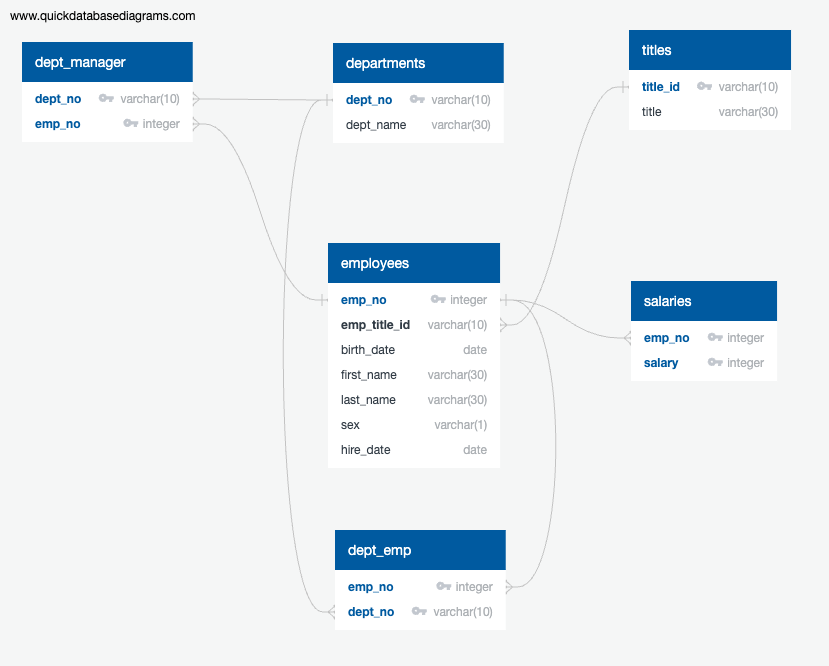 www.quickdatabasediagrams.com
dept_manager
dept_no varchar(10)
emp_no integer
departments
dept_no varchar(10)
dept_name varchar(30)
titles
title_id varchar(10)
title varchar(30)
employees
emp_no integer
emp_title_id varchar(10)
birth_date date
first_name varchar(30)
last_name varchar(30)
sex varchar(1)
hire_date date
salaries
emp_no integer
salary integer
dept_emp
emp_no integer
dept_no varchar(10)